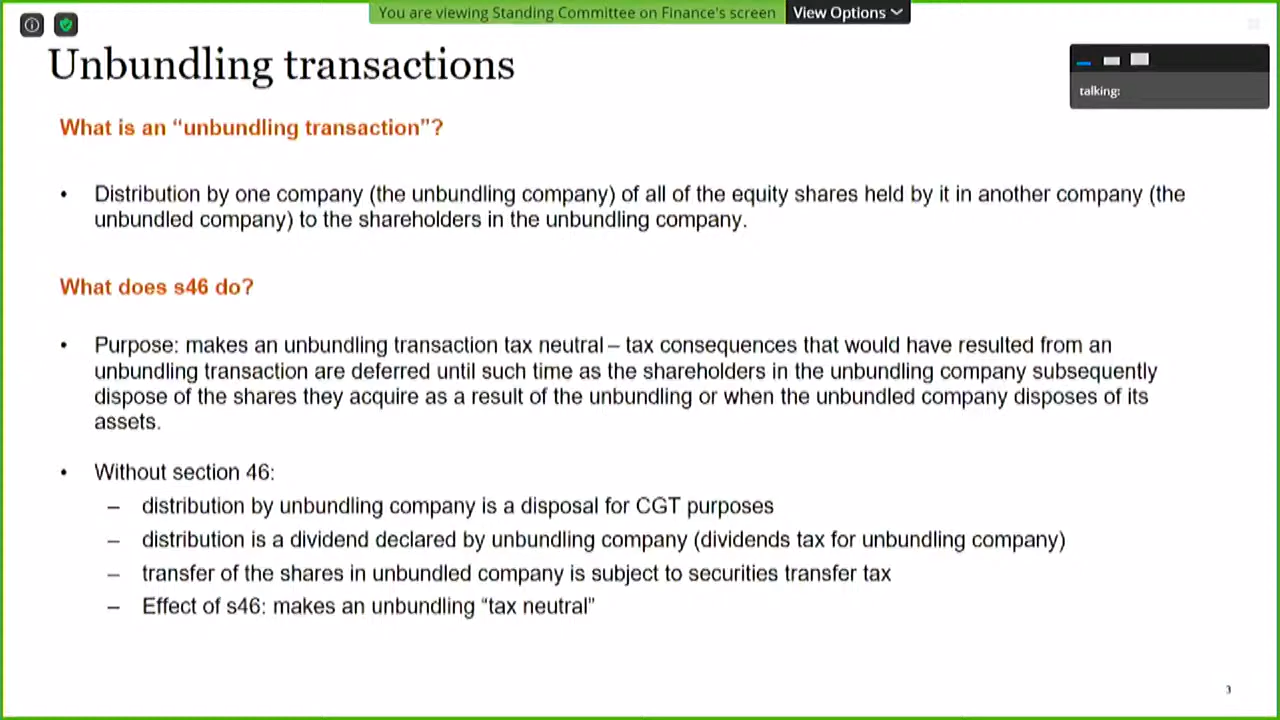 You are viewing Standing Committee on Finance's screen
View Options
Unbundling transactions
talking:
What is an “unbundling transaction”?
• Distribution by one company (the unbundling company) of all of the equity shares held by it in another company (the
unbundled company) to the shareholders in the unbundling company.
What does s46 do?
• Purpose: makes an unbundling transaction tax neutral – tax consequences that would have resulted from an
unbundling transaction are deferred until such time as the shareholders in the unbundling company subsequently
dispose of the shares they acquire as a result of the unbundling or when the unbundled company disposes of its
assets.
• Without section 46:
– distribution by unbundling company is a disposal for CGT purposes
– distribution is a dividend declared by unbundling company (dividends tax for unbundling company)
– transfer of the shares in unbundled company is subject to securities transfer tax
– Effect of s46: makes an unbundling “tax neutral”
3